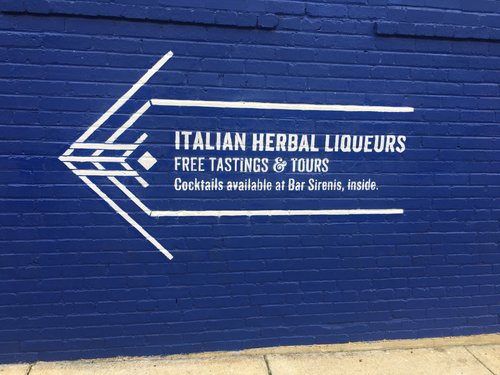 ITALIAN HERBAL LIQUEURS
FREE TASTINGS & TOURS
Cocktails available at Bar Sirenis, inside.